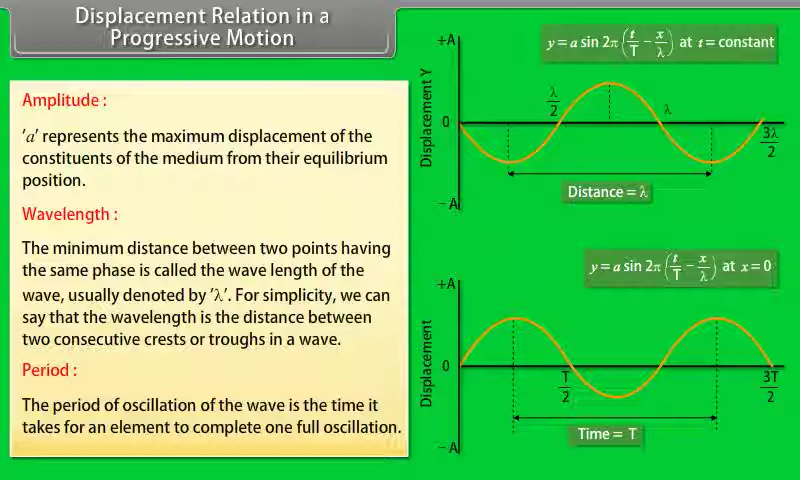 Displacement Relation in a
Progressive Motion
Amplitude :
'a' represents the maximum displacement of the
constituents of the medium from their equilibrium
position.
Wavelength :
The minimum distance between two points having
the same phase is called the wave length of the
wave, usually denoted by 'λ'. For simplicity, we can
say that the wavelength is the distance between
two consecutive crests or troughs in a wave.
Period :
The period of oscillation of the wave is the time it
takes for an element to complete one full oscillation.
y = a sin 2π (t/T − x/λ) at t = constant
+A
Displacement Y
λ/2
λ
0
3λ/2
Distance = λ
− A
y = a sin 2π (t/T − x/λ) at x = 0
+A
Displacement
0
T/2
3T/2
Time = T
− A